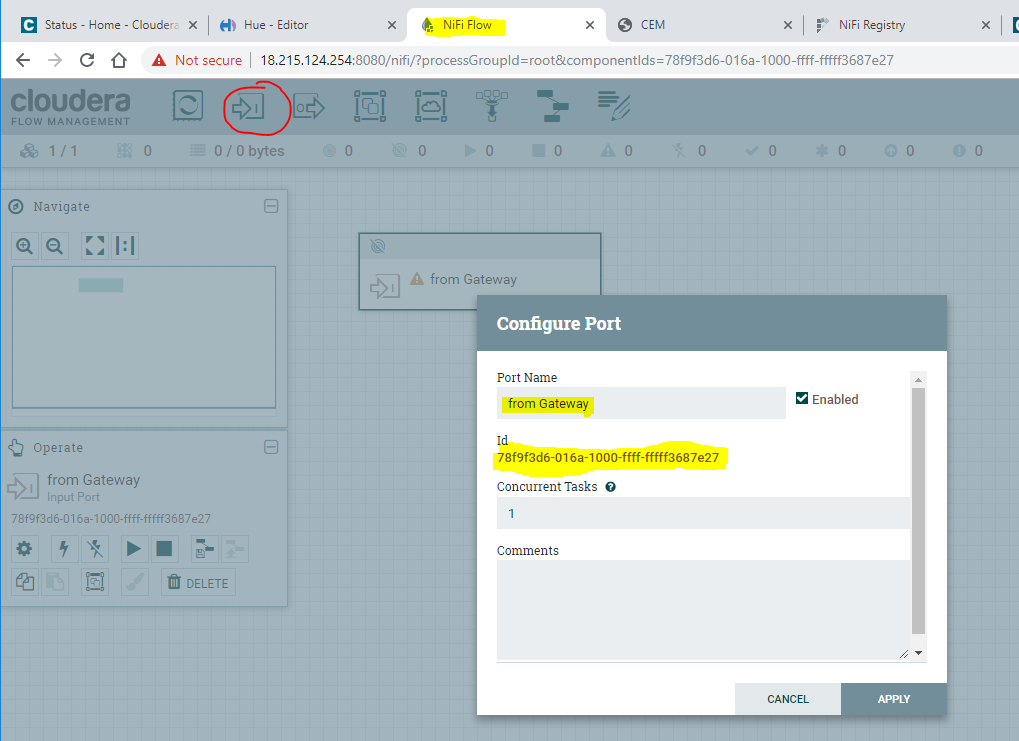 Status - Home - Cloudera
Hue - Editor
NiFi Flow
CEM
NiFi Registry
Not secure
18.215.124.254:8080/nifi/?processGroupId=root&componentIds=78f9f3d6-016a-1000-ffff-fffff3687e27
cloudera
FLOW MANAGEMENT
1 / 1 0 0 / 0 bytes 0 0 0 0 0 0 0 0 0 0
Navigate
from Gateway
Configure Port
Port Name
from Gateway
Enabled
Id
78f9f3d6-016a-1000-ffff-fffff3687e27
Concurrent Tasks
1
Comments
CANCEL
APPLY
Operate
from Gateway
Input Port
78f9f3d6-016a-1000-ffff-fffff3687e27
DELETE